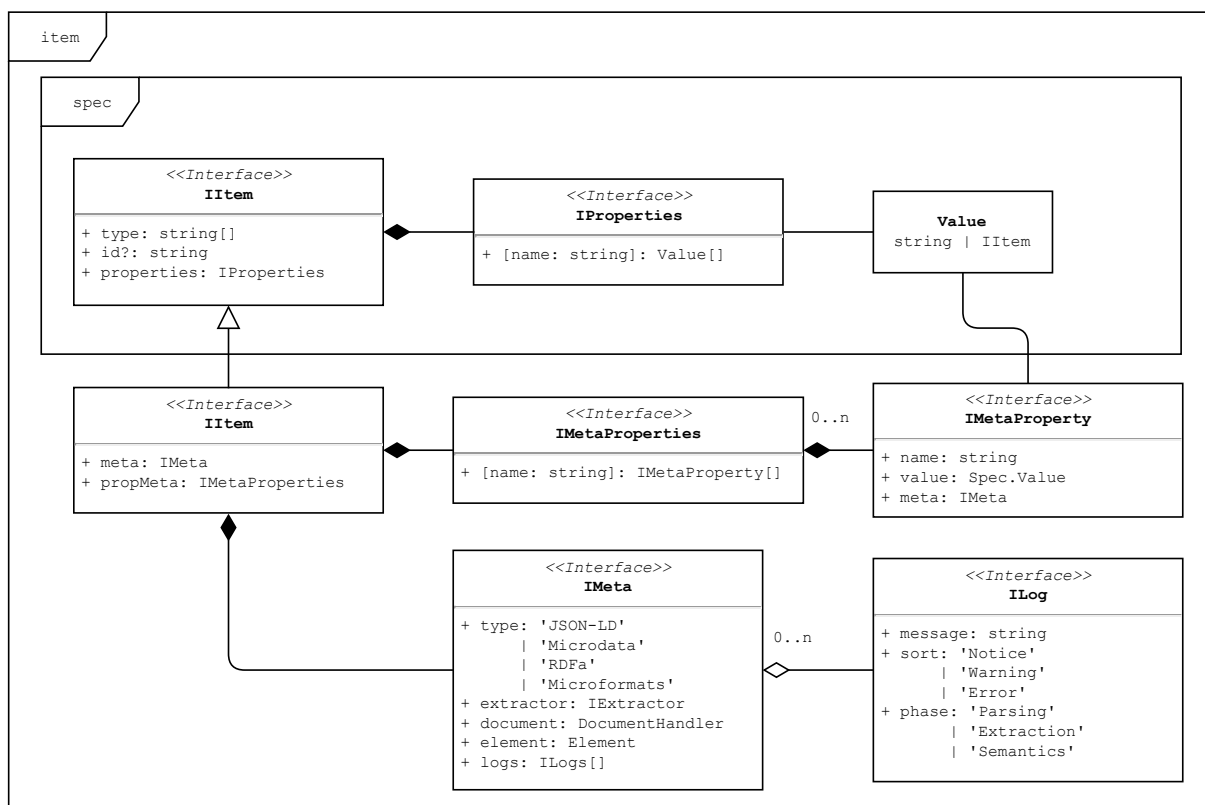 item
spec
<<Interface>>
IItem
+ type: string[]
+ id?: string
+ properties: IProperties
<<Interface>>
IProperties
+ [name: string]: Value[]
Value
string | IItem
<<Interface>>
IItem
+ meta: IMeta
+ propMeta: IMetaProperties
<<Interface>>
IMetaProperties
+ [name: string]: IMetaProperty[]
0..n
<<Interface>>
IMetaProperty
+ name: string
+ value: Spec.Value
+ meta: IMeta
<<Interface>>
IMeta
+ type: 'JSON-LD'
| 'Microdata'
| 'RDFa'
| 'Microformats'
+ extractor: IExtractor
+ document: DocumentHandler
+ element: Element
+ logs: ILogs[]
0..n
<<Interface>>
ILog
+ message: string
+ sort: 'Notice'
| 'Warning'
| 'Error'
+ phase: 'Parsing'
| 'Extraction'
| 'Semantics'